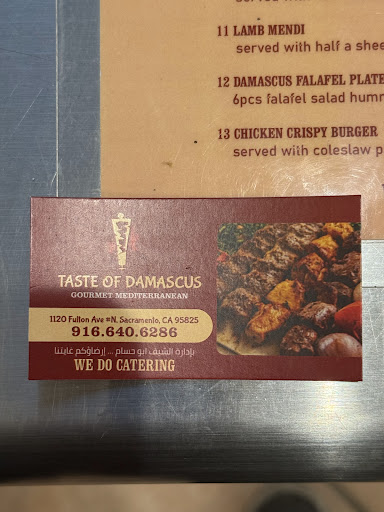 served with
11 LAMB MENDI
served with half a shee
12 DAMASCUS FALAFEL PLATE
6pcs falafel salad humm
13 CHICKEN CRISPY BURGER
served with coleslaw p
TASTE OF DAMASCUS
GOURMET MEDITERRANEAN
1120 Fulton Ave #N, Sacramento, CA 95825
916.640.6286
بإدارة الشيف أبو حسام ... إرضاؤكم غايتنا
WE DO CATERING